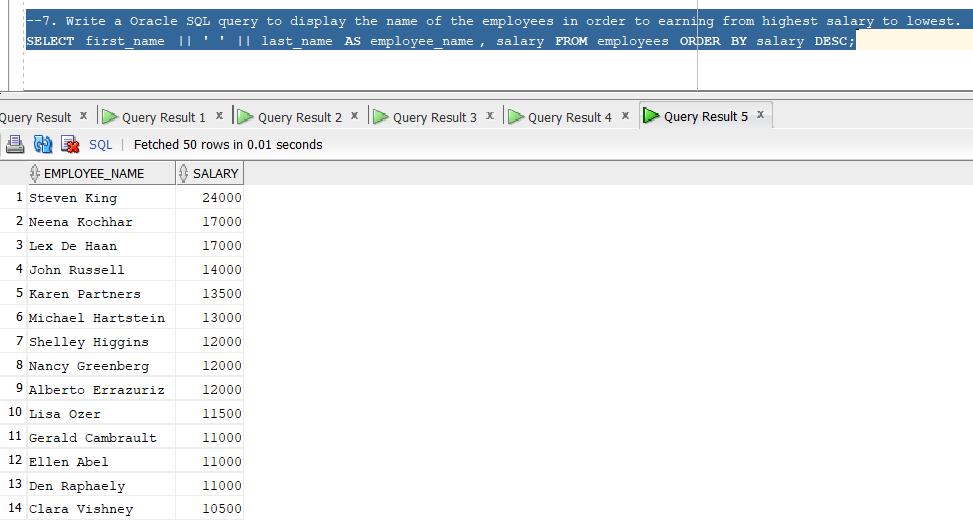 --7. Write a Oracle SQL query to display the name of the employees in order to earning from highest salary to lowest.
SELECT first_name || ' ' || last_name AS employee_name, salary FROM employees ORDER BY salary DESC;
Query Result x Query Result 1 x Query Result 2 x Query Result 3 x Query Result 4 x Query Result 5 x
SQL | Fetched 50 rows in 0.01 seconds
EMPLOYEE_NAME SALARY
1 Steven King 24000
2 Neena Kochhar 17000
3 Lex De Haan 17000
4 John Russell 14000
5 Karen Partners 13500
6 Michael Hartstein 13000
7 Shelley Higgins 12000
8 Nancy Greenberg 12000
9 Alberto Errazuriz 12000
10 Lisa Ozer 11500
11 Gerald Cambrault 11000
12 Ellen Abel 11000
13 Den Raphaely 11000
14 Clara Vishney 10500